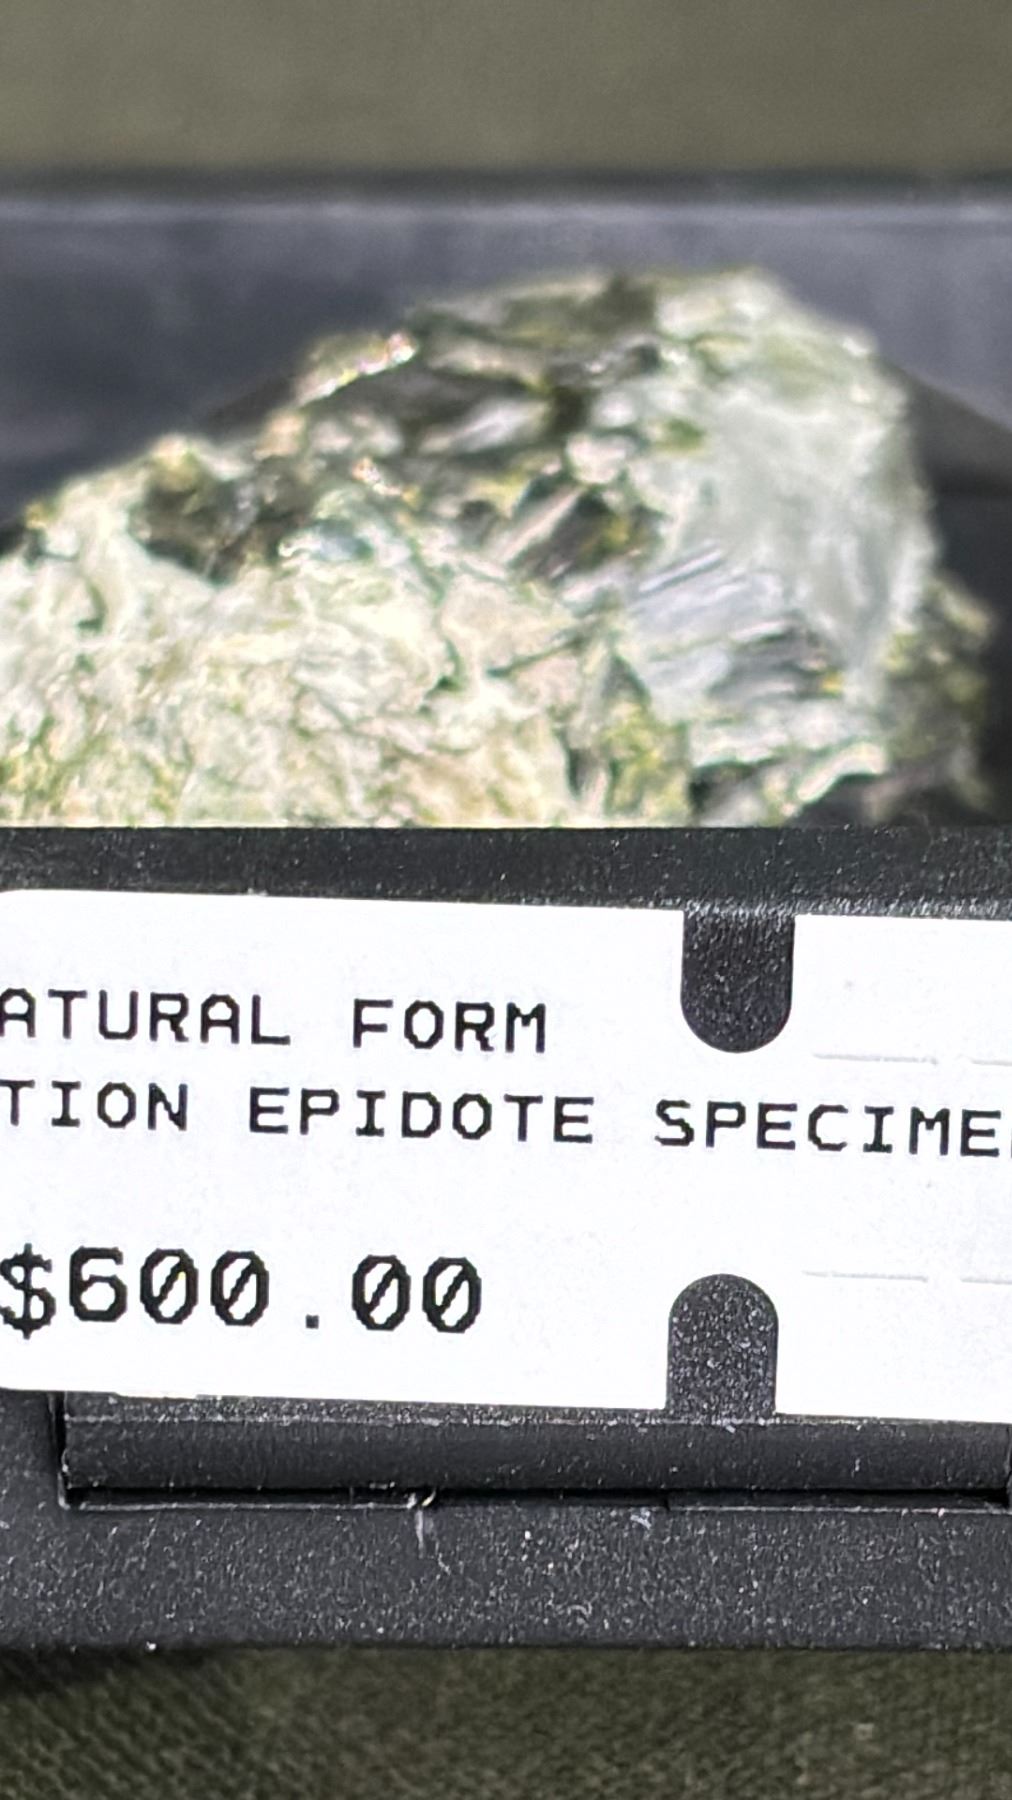 ATURAL FORM
TION EPIDOTE SPECIME
$600.00